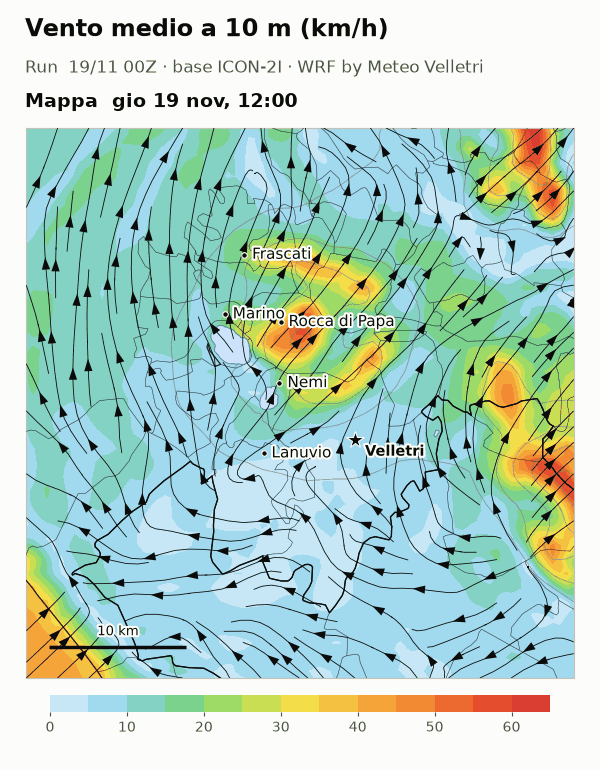 Vento medio a 10 m (km/h)
Run  19/11 00Z · base ICON-2I · WRF by Meteo Velletri
Mappa  gio 19 nov, 12:00
Frascati
Marino
Rocca di Papa
Nemi
Lanuvio
Velletri
10 km
0 10 20 30 40 50 60